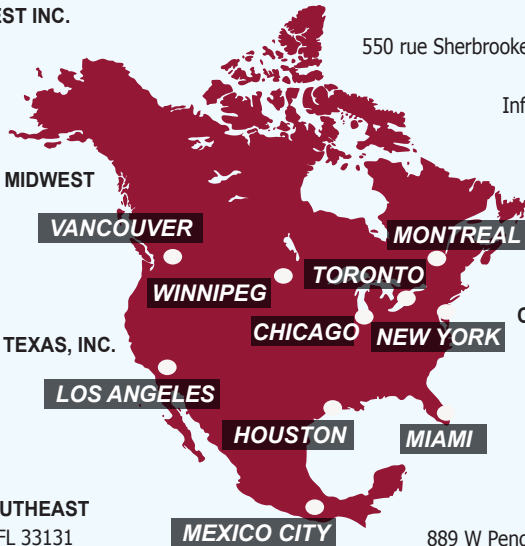 EST INC.
550 rue Sherbrooke
Inf
MIDWEST
VANCOUVER
MONTREAL
TORONTO
WINNIPEG
CHICAGO
NEW YORK
C
TEXAS, INC.
LOS ANGELES
HOUSTON
MIAMI
UTHEAST
FL 33131
MEXICO CITY
889 W Pend